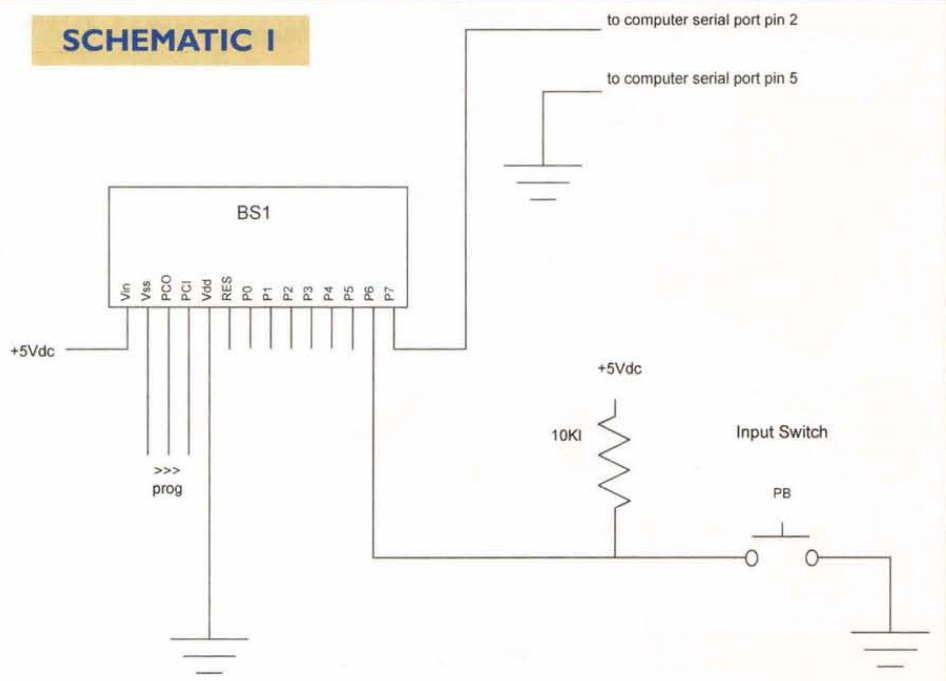 SCHEMATIC I
to computer serial port pin 2
to computer serial port pin 5
BS1
Vin
Vss
PCO
PCI
Vdd
RES
P0
P1
P2
P3
P4
P5
P6
P7
+5Vdc
>>>
prog
+5Vdc
10KI
Input Switch
PB